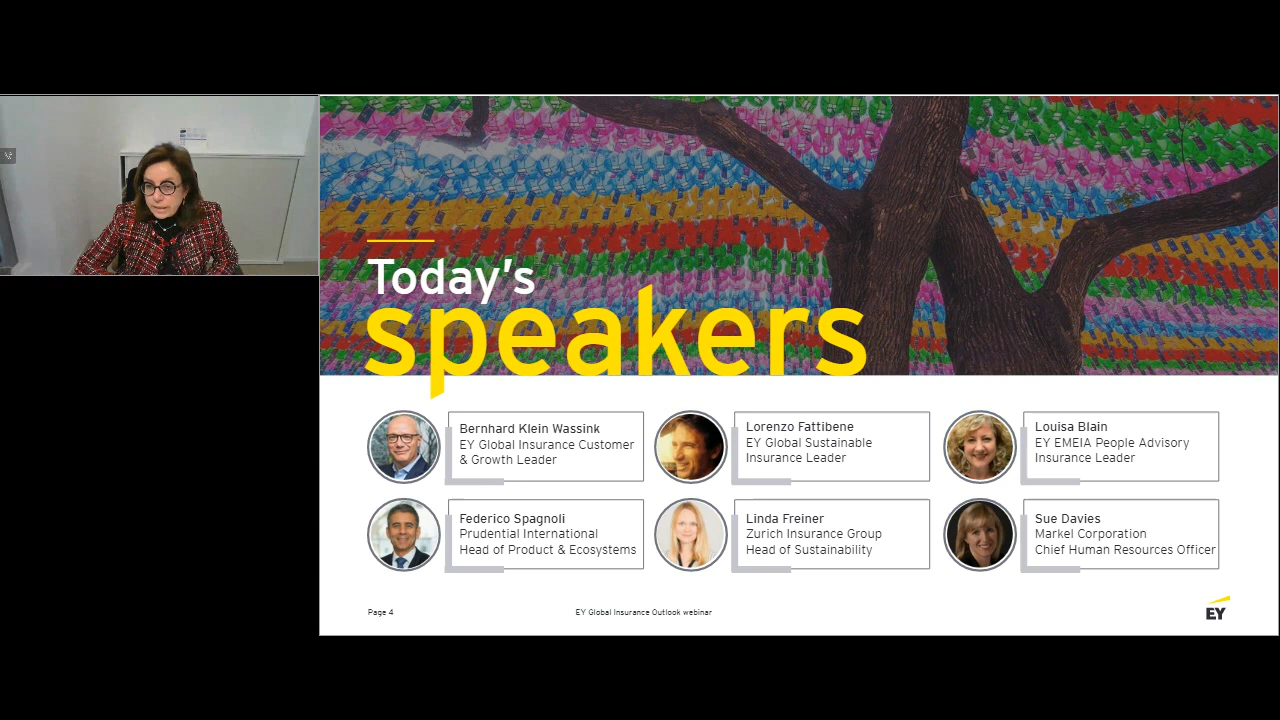 Today's
speakers
Bernhard Klein Wassink
EY Global Insurance Customer
& Growth Leader
Lorenzo Fattibene
EY Global Sustainable
Insurance Leader
Louisa Blain
EY EMEIA People Advisory
Insurance Leader
Federico Spagnoli
Prudential International
Head of Product & Ecosystems
Linda Freiner
Zurich Insurance Group
Head of Sustainability
Sue Davies
Markel Corporation
Chief Human Resources Officer
Page 4
EY Global Insurance Outlook webinar
EY